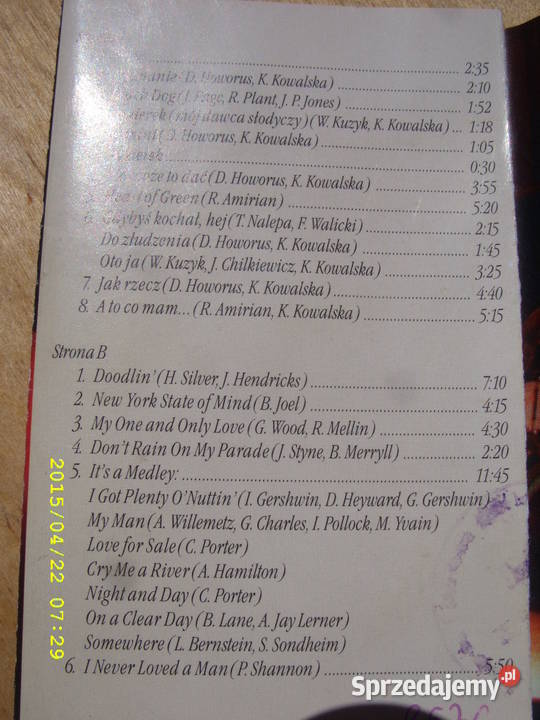 2:35
(D. Howorus, K. Kowalska) 2:10
Dog (J. Page, R. Plant, J. P. Jones) 1:52
(mój dawca słodyczy) (W. Kuzyk, K. Kowalska) ... 1:18
(D. Howorus, K. Kowalska) 1:05
0:30
to dać (D. Howorus, K. Kowalska) 3:55
Heart of Green (R. Amirian) 5:20
6. Gdybyś kochał, hej (T. Nalepa, F. Walicki) 2:15
Do złudzenia (D. Howorus, K. Kowalska) 1:45
Oto ja (W. Kuzyk, J. Chilkiewicz, K. Kowalska) 3:25
7. Jak rzecz (D. Howorus, K. Kowalska) 4:40
8. A to co mam... (R. Amirian, K. Kowalska) 5:15
Strona B
1. Doodlin' (H. Silver, J. Hendricks) 7:10
2. New York State of Mind (B. Joel) 4:15
3. My One and Only Love (G. Wood, R. Mellin) 4:30
4. Don't Rain On My Parade (J. Styne, B. Merryll) 2:20
5. It's a Medley: 11:45
I Got Plenty O'Nuttin' (I. Gershwin, D. Heyward, G. Gershwin)
My Man (A. Willemetz, G. Charles, I. Pollock, M. Yvain)
Love for Sale (C. Porter)
Cry Me a River (A. Hamilton)
Night and Day (C. Porter)
On a Clear Day (B. Lane, A. Jay Lerner)
Somewhere (L. Bernstein, S. Sondheim)
6. I Never Loved a Man (P. Shannon) 5:50
2015/04/22 07:29
Sprzedajemy.pl